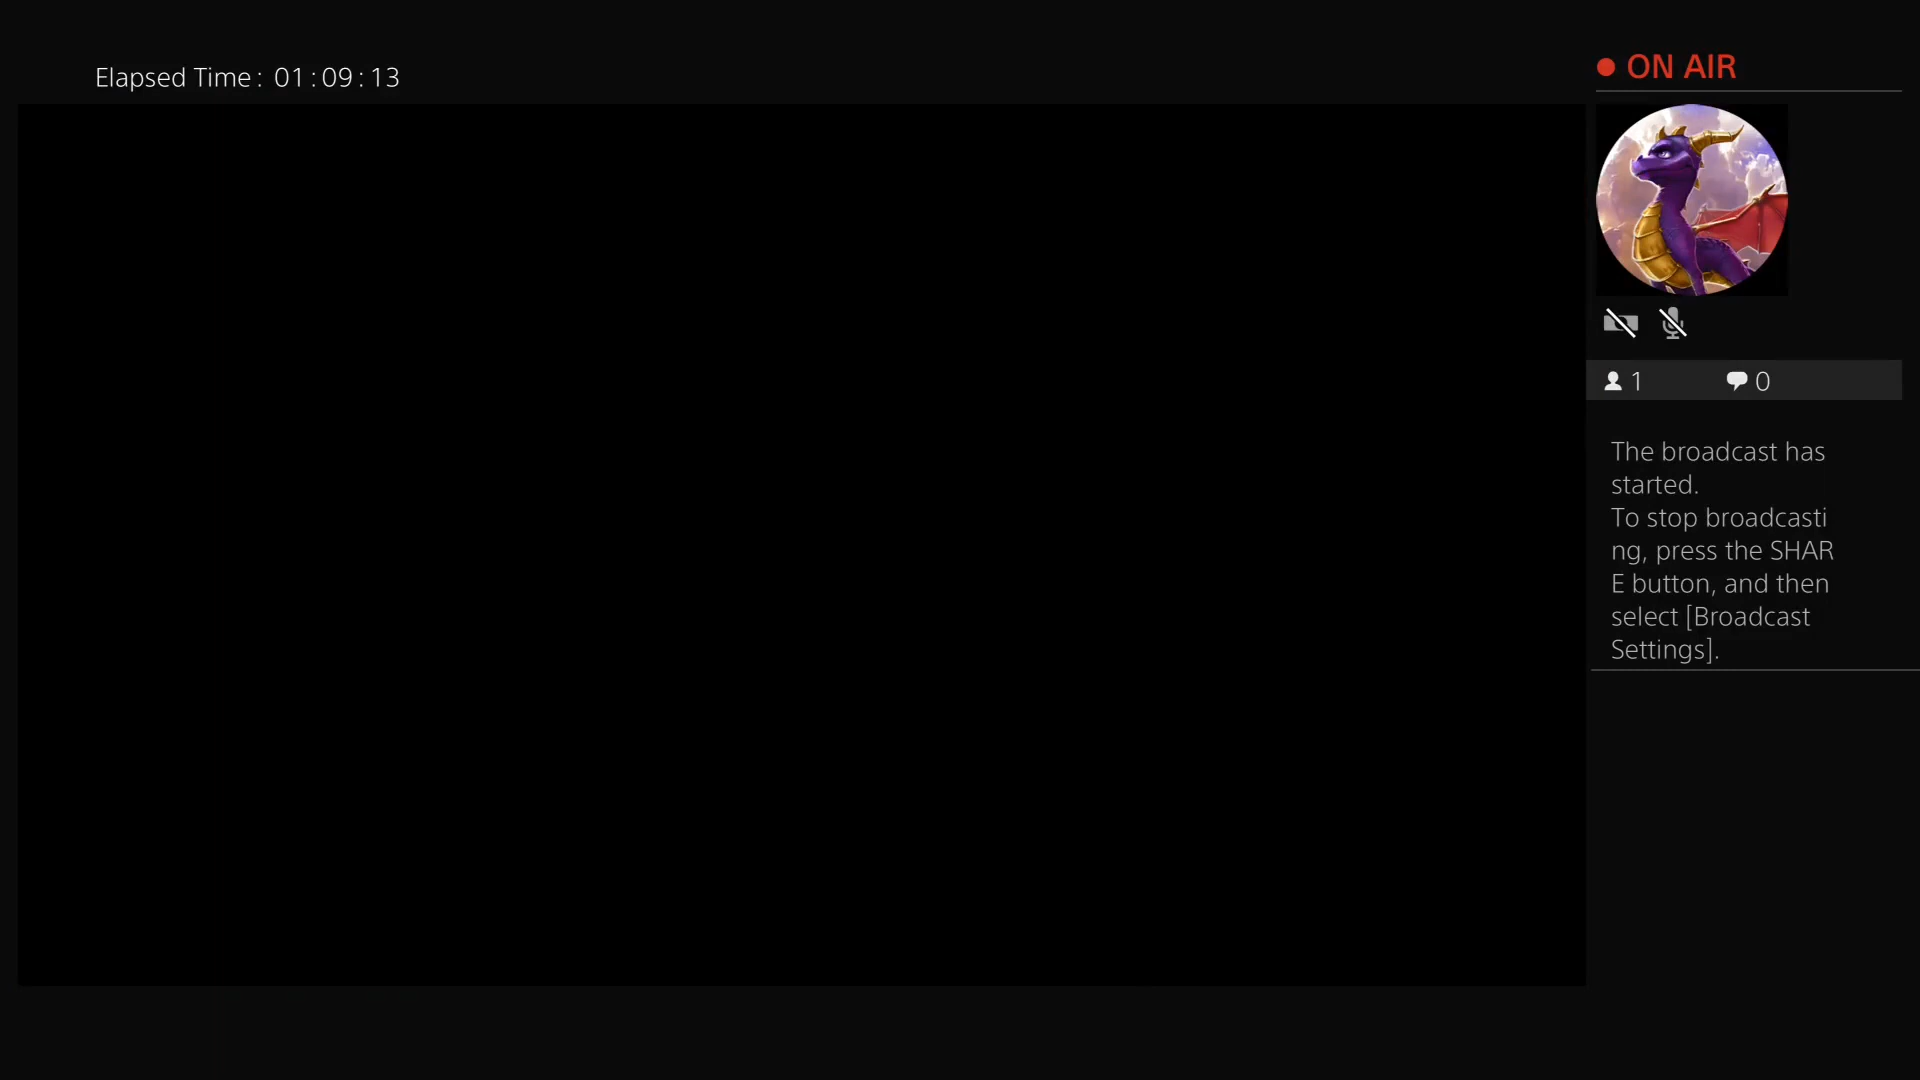 Elapsed Time: 01:09:13
ON AIR
1 0
The broadcast has
started.
To stop broadcasti
ng, press the SHAR
E button, and then
select [Broadcast
Settings].